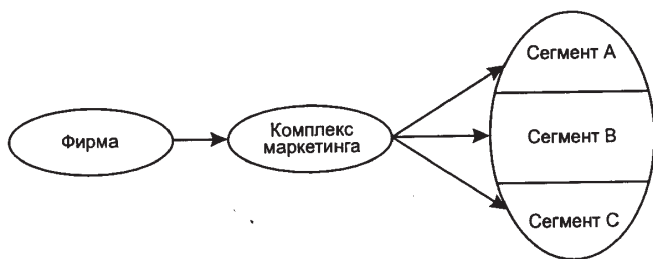 Сегмент А
Фирма
Комплекс
маркетинга
Сегмент В
Сегмент С